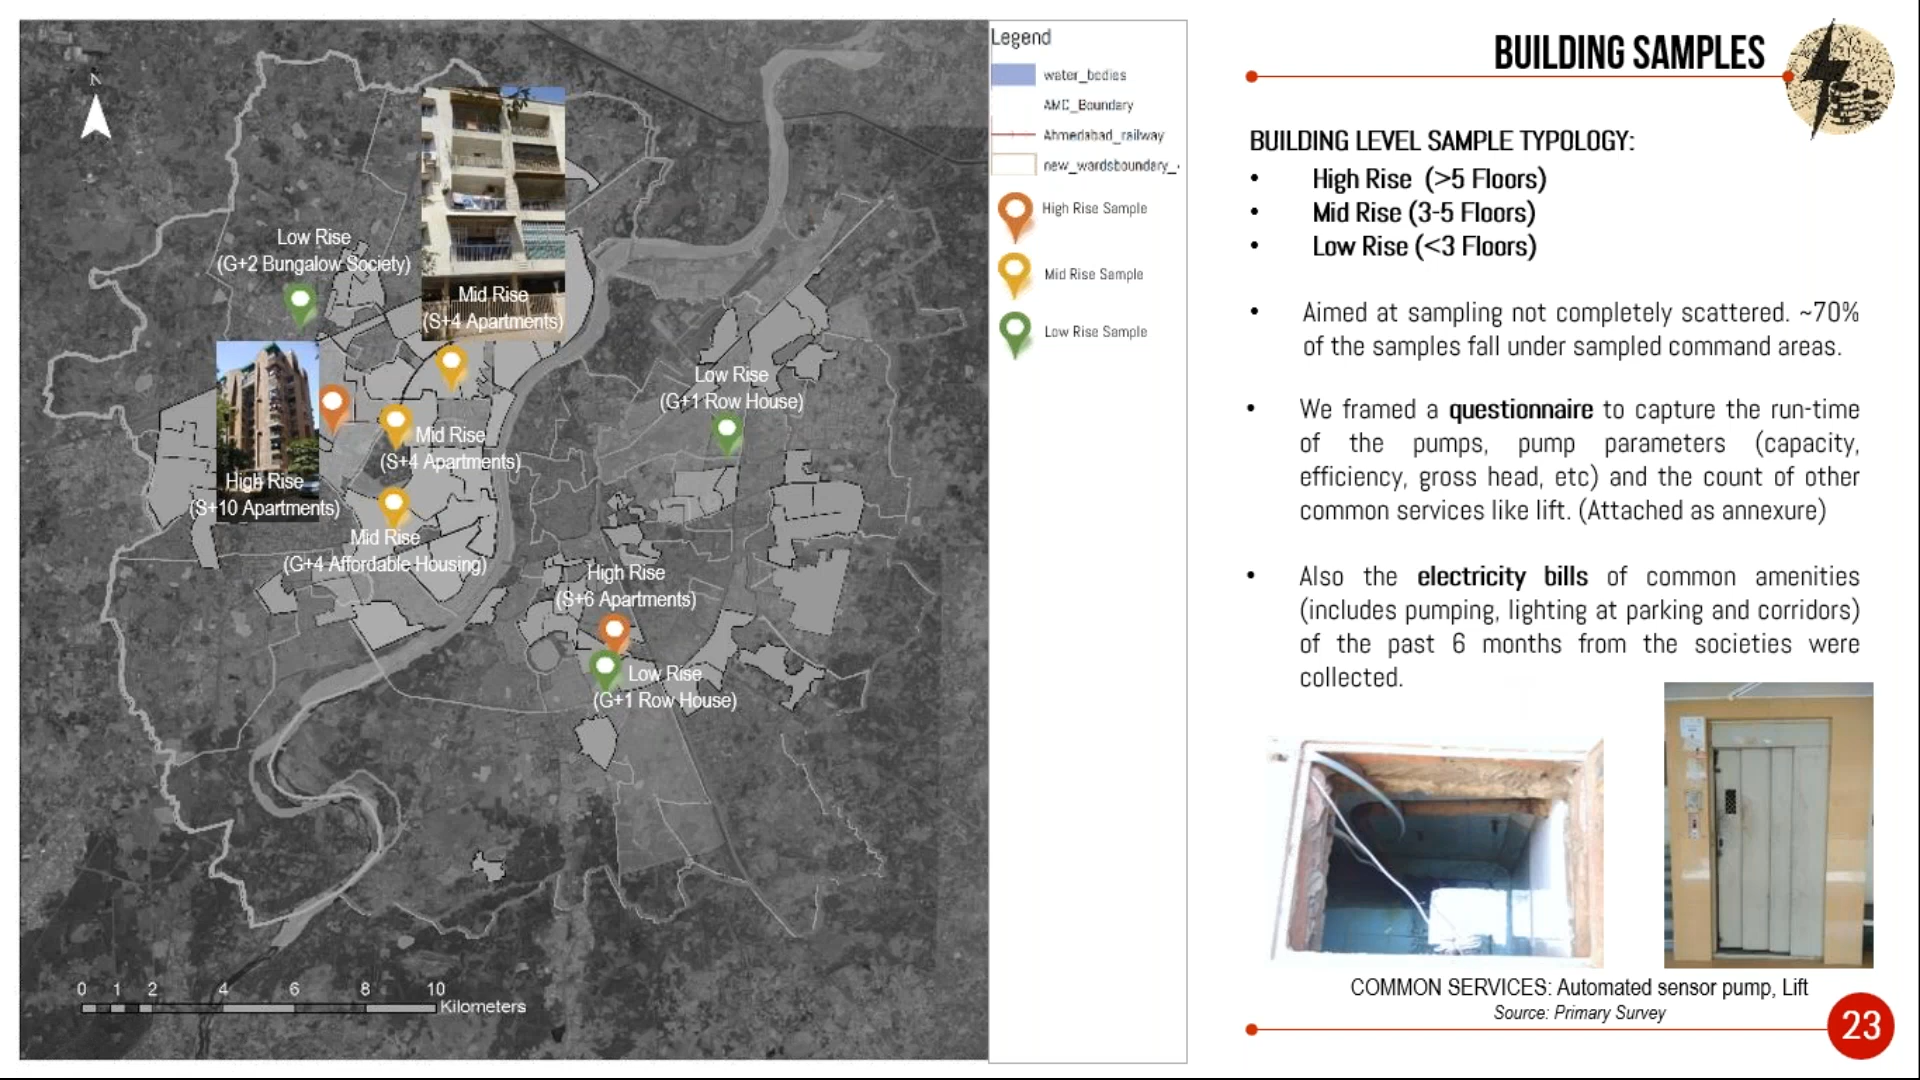 BUILDING SAMPLES
N
Low Rise
(G+2 Bungalow Society)
Mid Rise
(S+4 Apartments)
High Rise
(S+10 Apartments)
Mid Rise
(S+4 Apartments)
Mid Rise
(G+4 Affordable Housing)
Low Rise
(G+1 Row House)
High Rise
(S+6 Apartments)
Low Rise
(G+1 Row House)
0 1 2 4 6 8 10
Kilometers
Legend
water_bodies
AMC_Boundary
Ahmedabad_railway
new_wardsboundary_
High Rise Sample
Mid Rise Sample
Low Rise Sample
BUILDING LEVEL SAMPLE TYPOLOGY:
• High Rise (>5 Floors)
• Mid Rise (3-5 Floors)
• Low Rise (<3 Floors)
• Aimed at sampling not completely scattered. ~70%
of the samples fall under sampled command areas.
• We framed a questionnaire to capture the run-time
of the pumps, pump parameters (capacity,
efficiency, gross head, etc) and the count of other
common services like lift. (Attached as annexure)
• Also the electricity bills of common amenities
(includes pumping, lighting at parking and corridors)
of the past 6 months from the societies were
collected.
COMMON SERVICES: Automated sensor pump, Lift
Source: Primary Survey
23